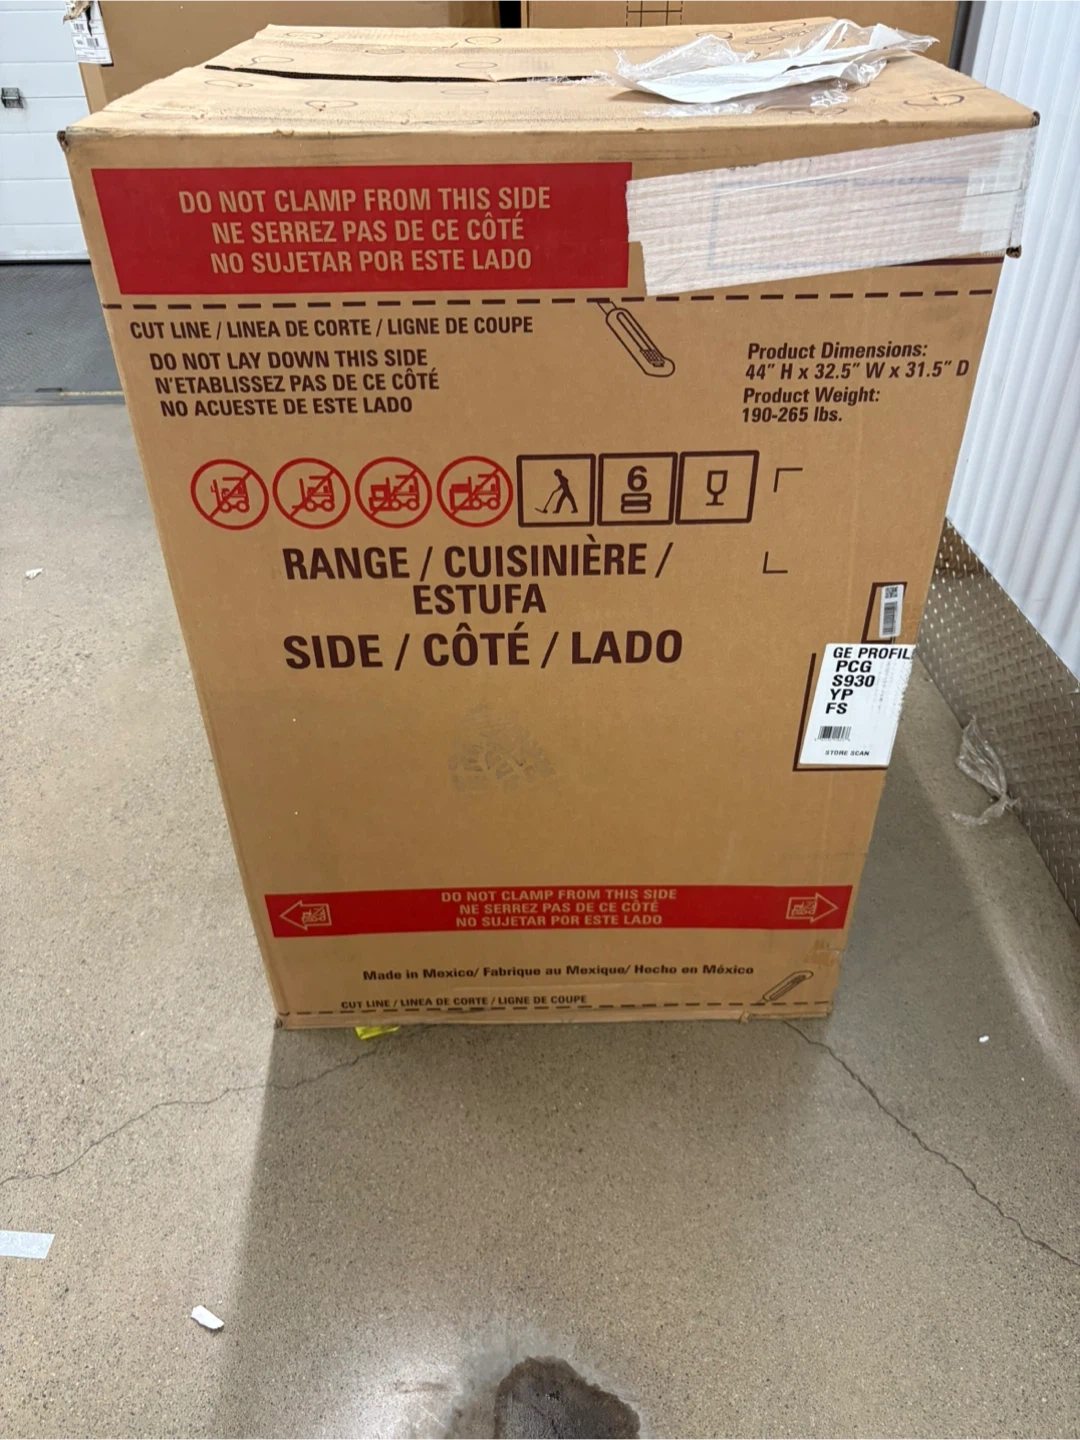 DO NOT CLAMP FROM THIS SIDE
NE SERREZ PAS DE CE CÔTÉ
NO SUJETAR POR ESTE LADO
CUT LINE / LINEA DE CORTE / LIGNE DE COUPE
DO NOT LAY DOWN THIS SIDE
N'ETABLISSEZ PAS DE CE CÔTÉ
NO ACUESTE DE ESTE LADO
Product Dimensions:
44" H x 32.5" W x 31.5" D
Product Weight:
190-265 lbs.
6
RANGE / CUISINIÈRE /
ESTUFA
SIDE / CÔTÉ / LADO
GE PROFIL
PCG
S930
YP
FS
STORE SCAN
DO NOT CLAMP FROM THIS SIDE
NE SERREZ PAS DE CE CÔTÉ
NO SUJETAR POR ESTE LADO
Made in Mexico/ Fabrique au Mexique/ Hecho en México
CUT LINE / LINEA DE CORTE / LIGNE DE COUPE